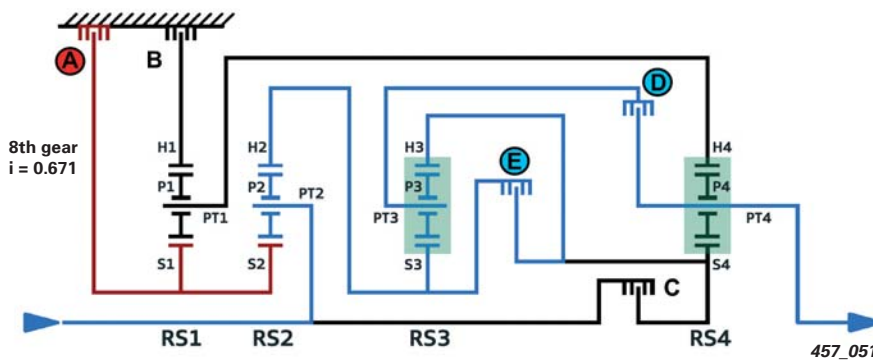 A
B
D
8th gear
i = 0.671
H1
H2
H3
E
H4
P1
P2
PT2
P3
P4
PT1
PT3
PT4
S1
S2
S3
S4
C
RS1
RS2
RS3
RS4
457_051